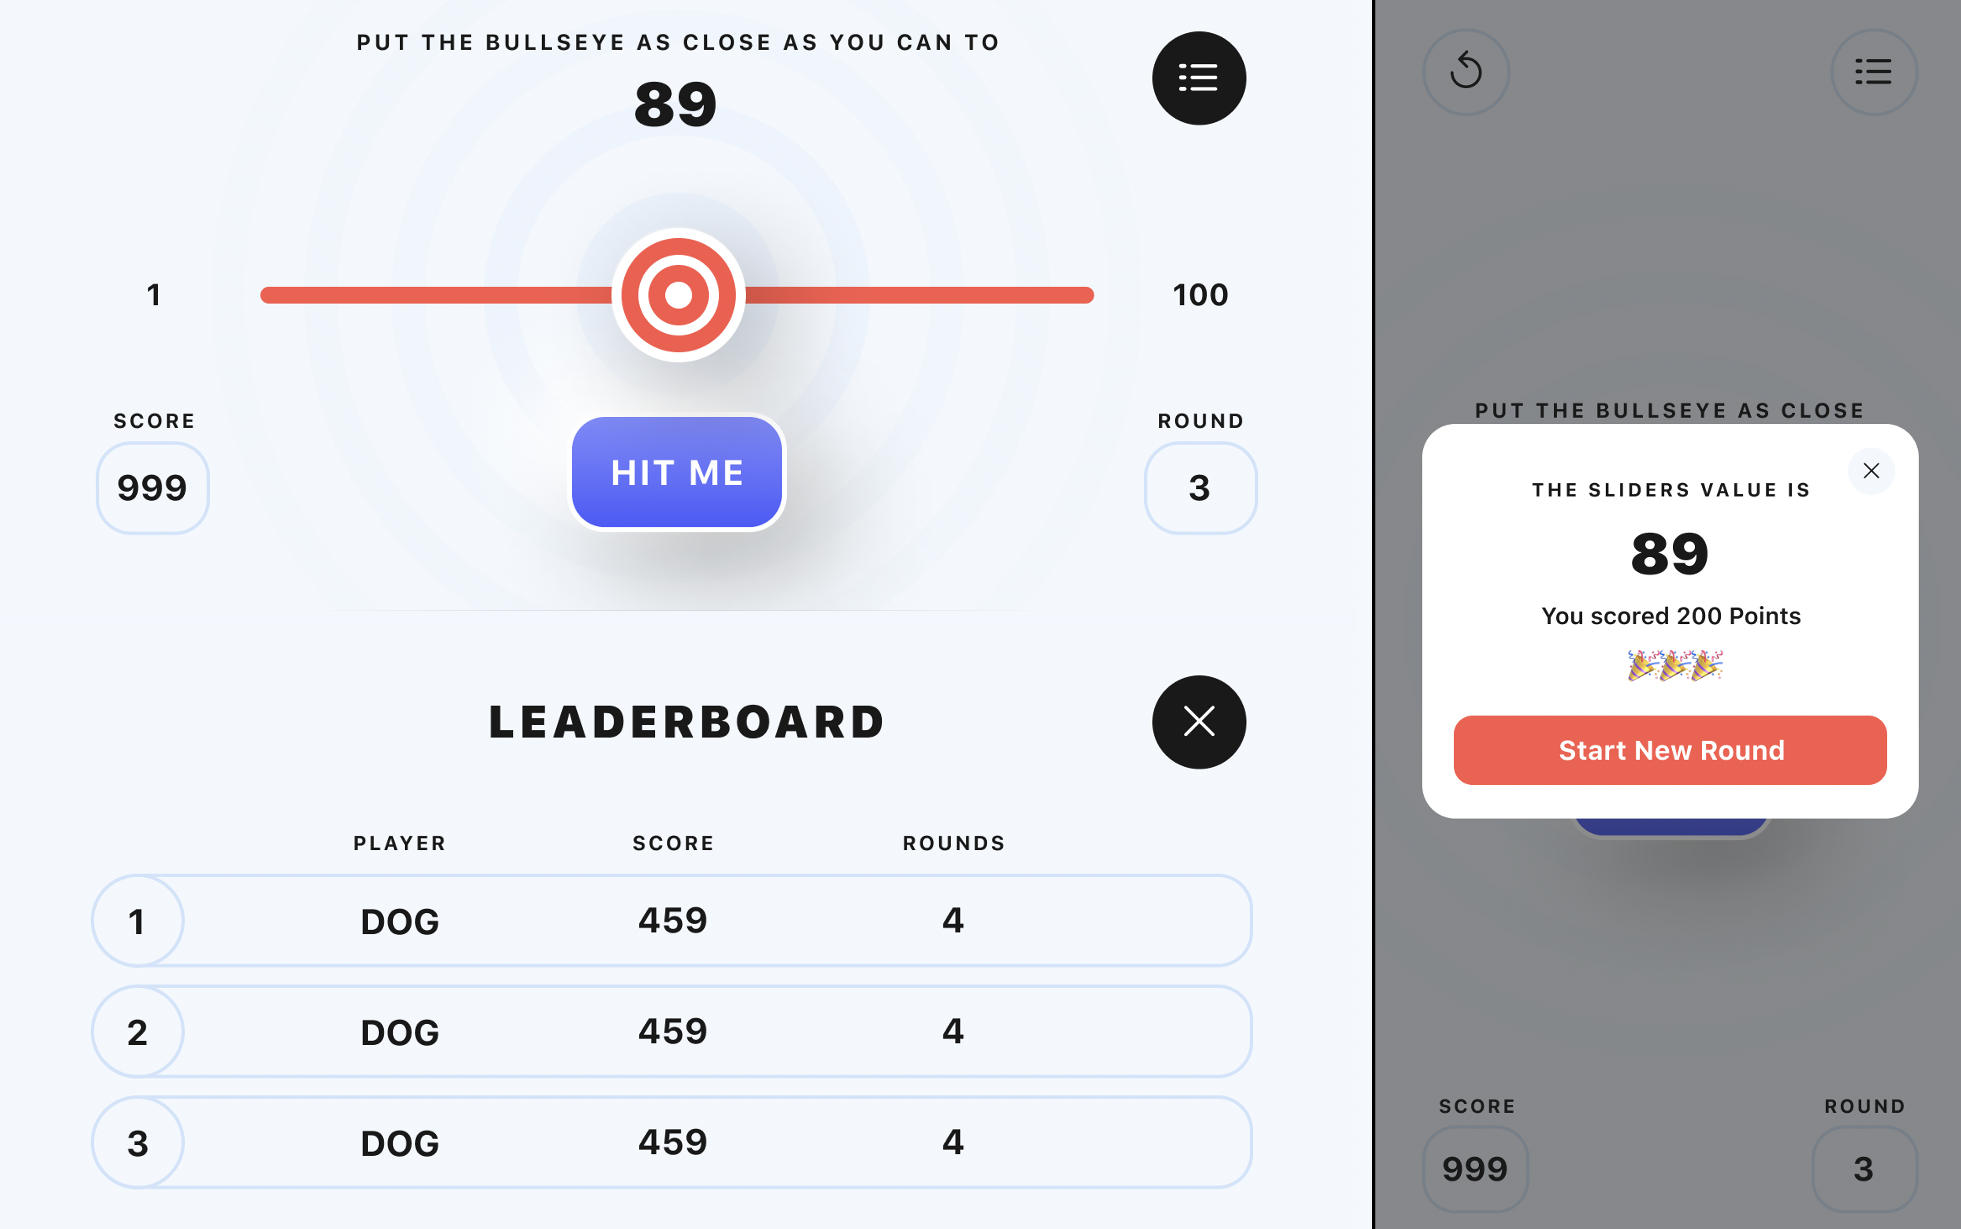 PUT THE BULLSEYE AS CLOSE AS YOU CAN TO
89
1
100
SCORE
ROUND
999
HIT ME
3
LEADERBOARD
PLAYER SCORE ROUNDS
1 DOG 459 4
2 DOG 459 4
3 DOG 459 4
PUT THE BULLSEYE AS CLOSE
THE SLIDERS VALUE IS
89
You scored 200 Points
🎉🎉🎉
Start New Round
SCORE
ROUND
999
3